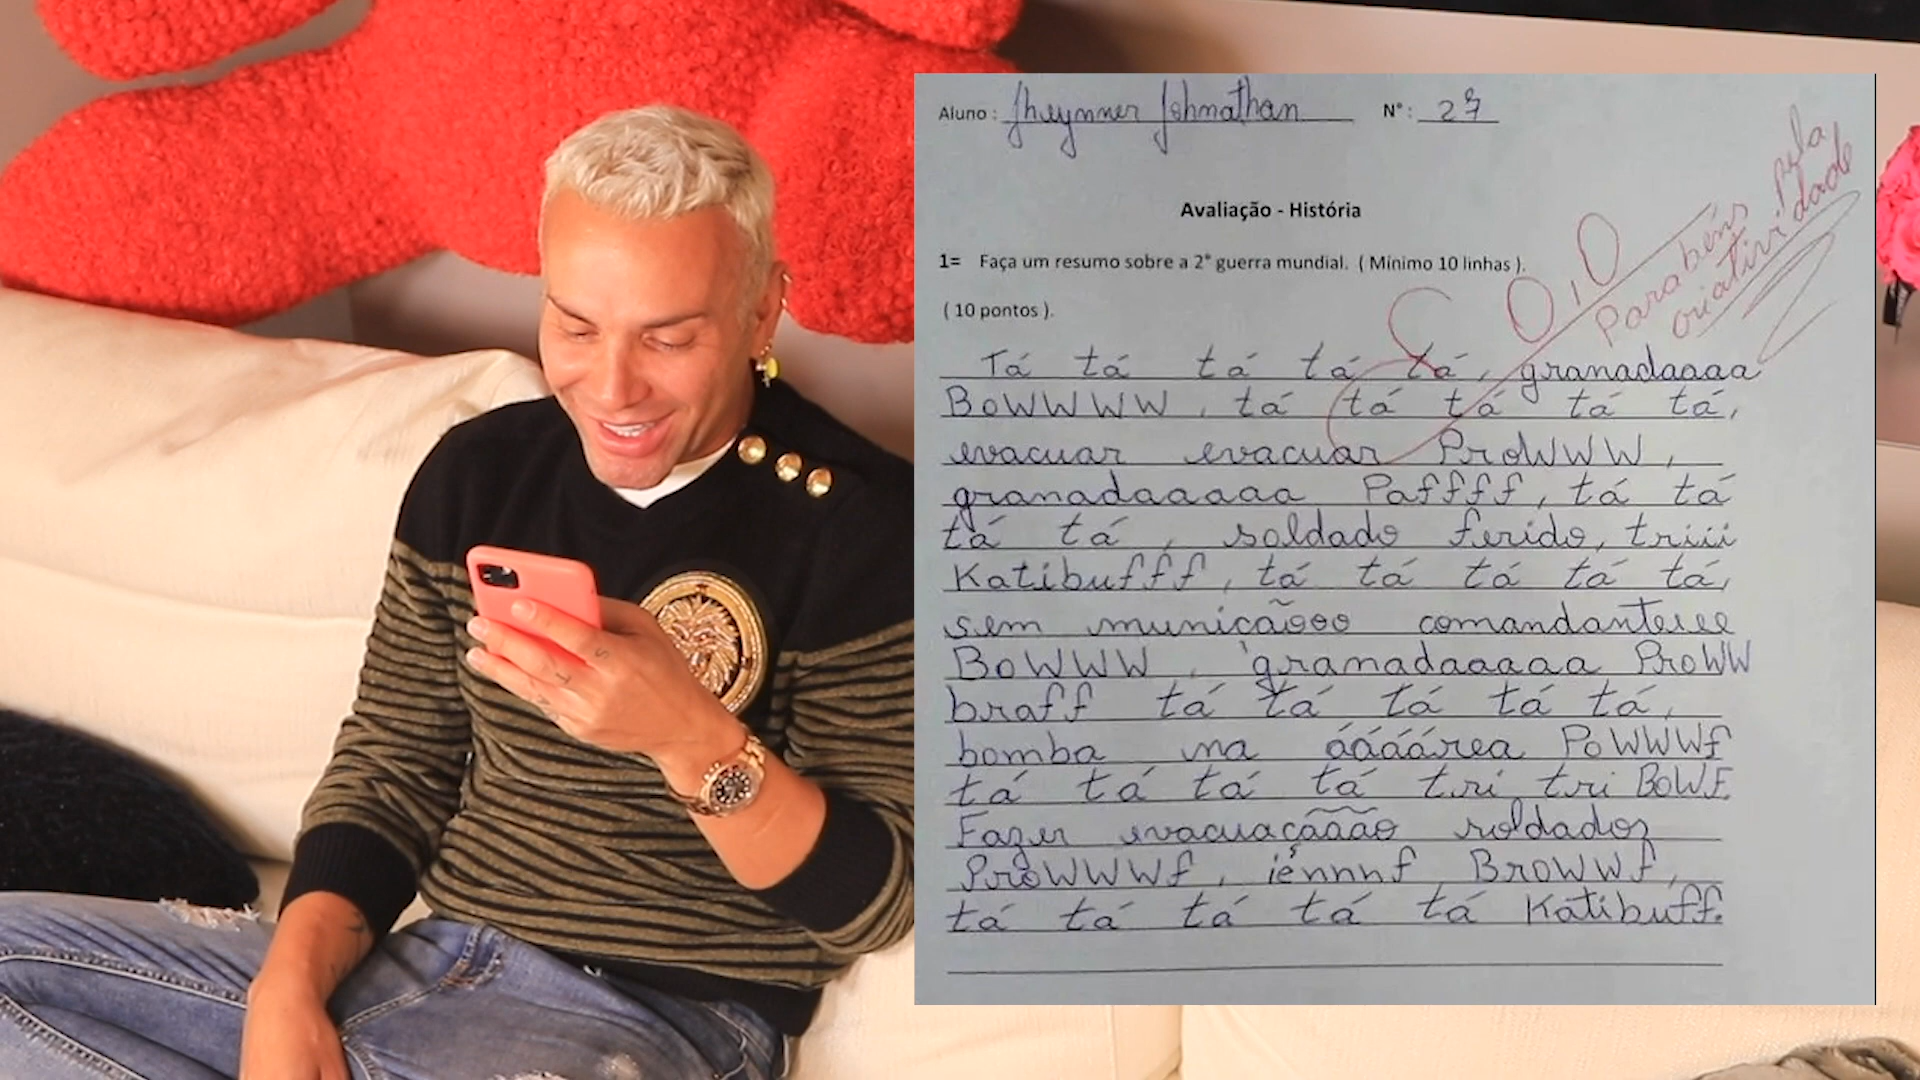 Aluno : Jheynner Johnathan Nº : 27
Avaliação - História
1= Faça um resumo sobre a 2ª guerra mundial. ( Mínimo 10 linhas ).
( 10 pontos ).
0,0
Parabéns pela
criatividade
Tá tá tá tá tá, granadaaaa
BOWWWW, tá tá tá tá tá,
evacuar evacuar ProWWW,
granadaaaaa Paffff, tá tá
tá tá, soldado ferido, triii
Katibufff, tá tá tá tá tá,
sem muniçãooo comandanteree
BOWWW, granadaaaaa ProWW
braff tá tá tá tá tá,
bomba na áááárea PoWWWf
tá tá tá tá tri tri BOWF
Fazer evacuaçãããão soldados
ProWWWf, iénnnf BroWWf,
tá tá tá tá tá Katibuff.